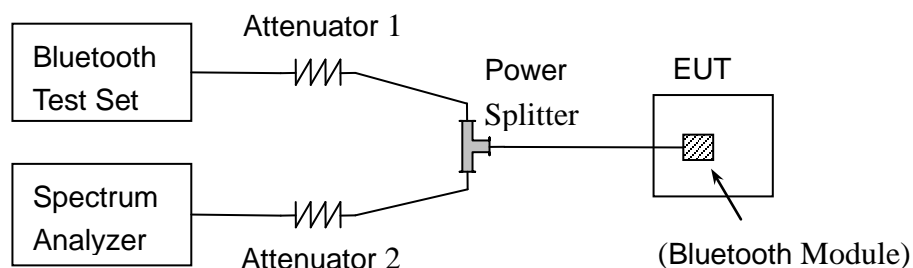 Attenuator 1
Bluetooth
Test Set
Power
Splitter
EUT
Spectrum
Analyzer
Attenuator 2
(Bluetooth Module)